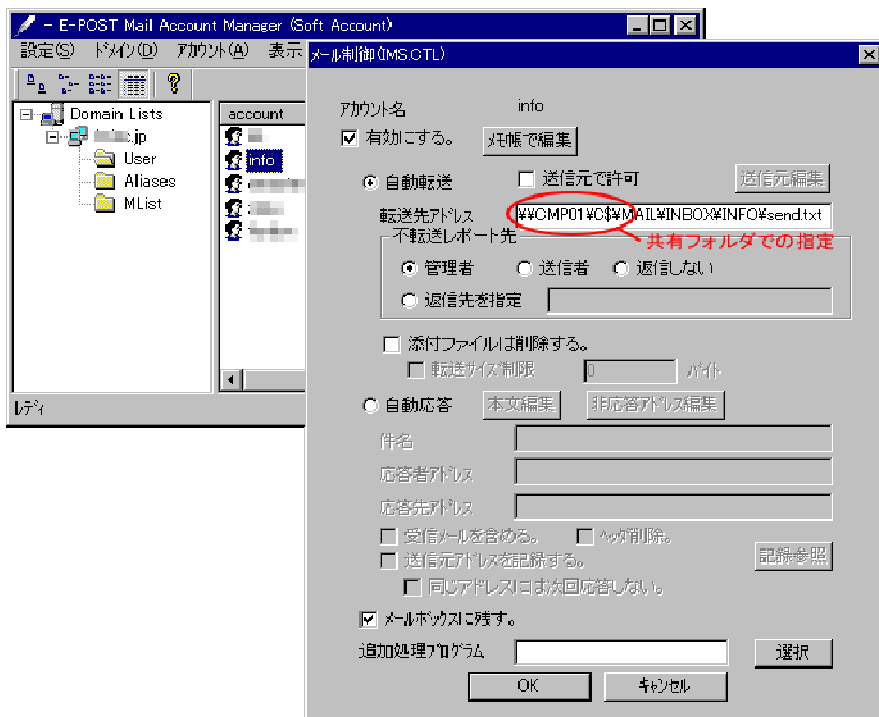 - E-POST Mail Account Manager (Soft Account)
設定(S) ﾄﾞﾒｲﾝ(D) ｱｶｳﾝﾄ(A) 表示
Domain Lists
.jp
User
Aliases
MList
account
info
ﾚﾃﾞｨ
ﾒｰﾙ制御(IMS.CTL)
ｱｶｳﾝﾄ名 info
有効にする。 ﾒﾓ帳で編集
自動転送 送信元で許可 送信元編集
転送先ｱﾄﾞﾚｽ ¥¥CMP01¥C$¥MAIL¥INBOX¥INFO¥send.txt
共有フォルダでの指定
不転送レポート先
管理者 送信者 返信しない
返信先を指定
添付ファイルは削除する。
転送ｻｲｽﾞ制限 0 ﾊﾞｲﾄ
自動応答 本文編集 非応答ｱﾄﾞﾚｽ編集
件名
応答者ｱﾄﾞﾚｽ
応答先ｱﾄﾞﾚｽ
受信ﾒｰﾙを含める。 ﾍｯﾀﾞ削除。
送信元ｱﾄﾞﾚｽを記録する。 記録参照
同じアドレスには次回応答しない。
ﾒｰﾙﾎﾞｯｸｽに残す。
追加処理ﾌﾟﾛｸﾞﾗﾑ 選択
OK ｷｬﾝｾﾙ